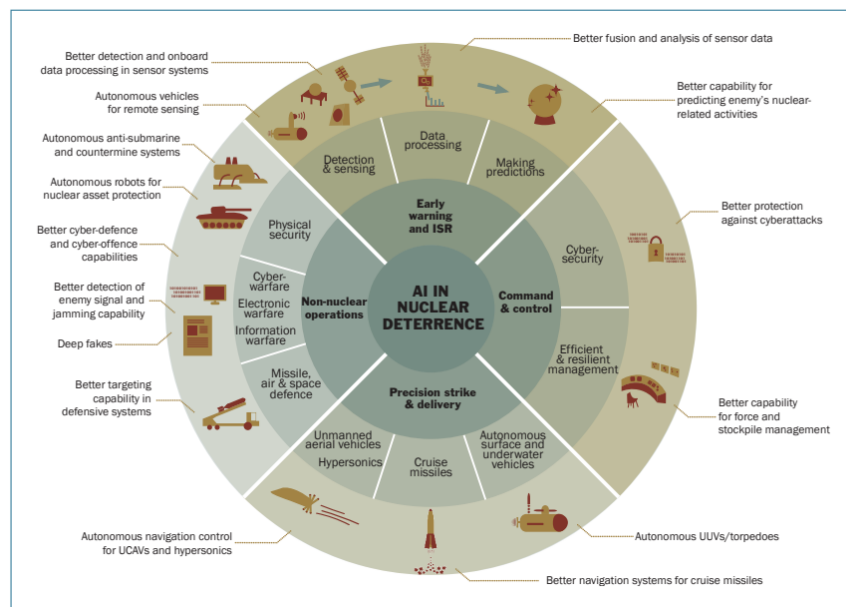 Better fusion and analysis of sensor data
Better detection and onboard
data processing in sensor systems
Better capability for
predicting enemy's nuclear-
related activities
Autonomous vehicles
for remote sensing
Autonomous anti-submarine
and countermine systems
Autonomous robots for
nuclear asset protection
Better cyber-defence
and cyber-offence
capabilities
Better detection of
enemy signal and
jamming capability
Deep fakes
Better targeting
capability in
defensive systems
Autonomous navigation control
for UCAVs and hypersonics
Better navigation systems for cruise missiles
Autonomous UUVs/torpedoes
Better capability
for force and
stockpile management
Better protection
against cyberattacks
Detection
& sensing
Data
processing
Making
predictions
Early
warning
and ISR
Physical
security
Cyber-
warfare
Electronic
warfare
Information
warfare
Missile,
air & space
defence
Non-nuclear
operations
AI IN
NUCLEAR
DETERRENCE
Command
& control
Cyber-
security
Efficient
& resilient
management
Precision strike
& delivery
Unmanned
aerial vehicles
Hypersonics
Cruise
missiles
Autonomous
surface and
underwater
vehicles